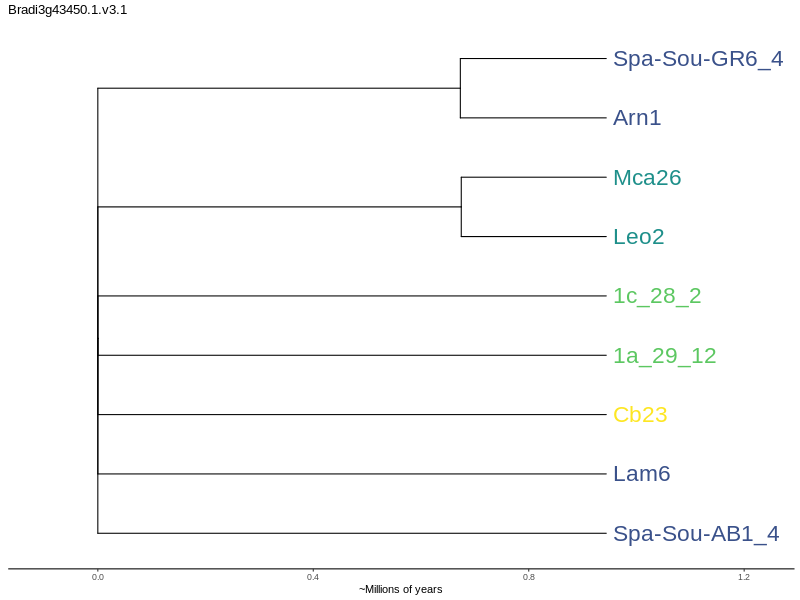 Bradi3g43450.1.v3.1
Spa-Sou-GR6_4
Arn1
Mca26
Leo2
1c_28_2
1a_29_12
Cb23
Lam6
Spa-Sou-AB1_4
0.0 0.4 0.8 1.2
~Millions of years